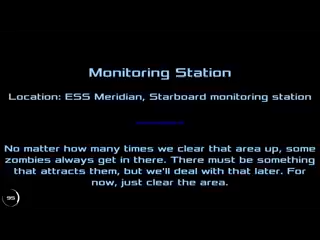 Monitoring Station
Location: ESS Meridian, Starboard monitoring station
No matter how many times we clear that area up, some
zombies always get in there. There must be something
that attracts them, but we'll deal with that later. For
now, just clear the area.
95